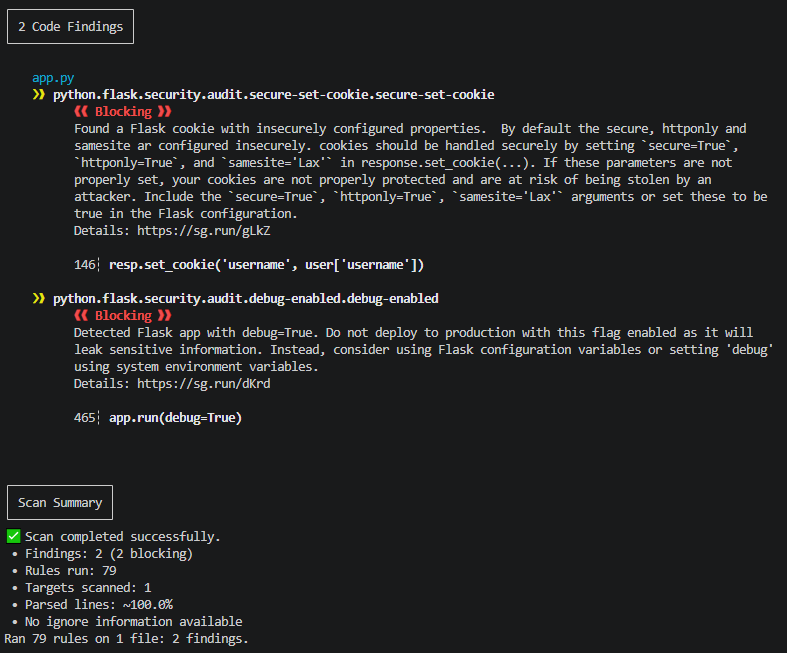 2 Code Findings
app.py
❯❯ python.flask.security.audit.secure-set-cookie.secure-set-cookie
❰❰ Blocking ❱❱
Found a Flask cookie with insecurely configured properties.  By default the secure, httponly and
samesite ar configured insecurely. cookies should be handled securely by setting `secure=True`,
`httponly=True`, and `samesite='Lax'` in response.set_cookie(...). If these parameters are not
properly set, your cookies are not properly protected and are at risk of being stolen by an
attacker. Include the `secure=True`, `httponly=True`, `samesite='Lax'` arguments or set these to be
true in the Flask configuration.
Details: https://sg.run/gLkZ
146┆ resp.set_cookie('username', user['username'])
❯❯ python.flask.security.audit.debug-enabled.debug-enabled
❰❰ Blocking ❱❱
Detected Flask app with debug=True. Do not deploy to production with this flag enabled as it will
leak sensitive information. Instead, consider using Flask configuration variables or setting 'debug'
using system environment variables.
Details: https://sg.run/dKrd
465┆ app.run(debug=True)
Scan Summary
✅ Scan completed successfully.
• Findings: 2 (2 blocking)
• Rules run: 79
• Targets scanned: 1
• Parsed lines: ~100.0%
• No ignore information available
Ran 79 rules on 1 file: 2 findings.